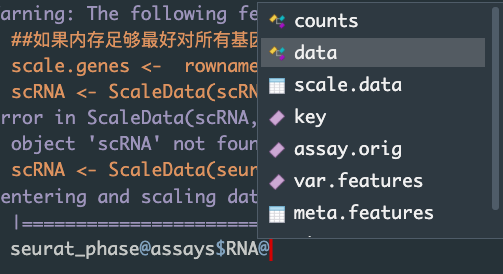 arning: The following fe
##如果内存足够最好对所有基因
scale.genes <-  rowname
scRNA <- ScaleData(scRN
rror in ScaleData(scRNA,
object 'scRNA' not foun
scRNA <- ScaleData(seur
entering and scaling dat
|======================
seurat_phase@assays$RNA@
counts
data
scale.data
key
assay.orig
var.features
meta.features